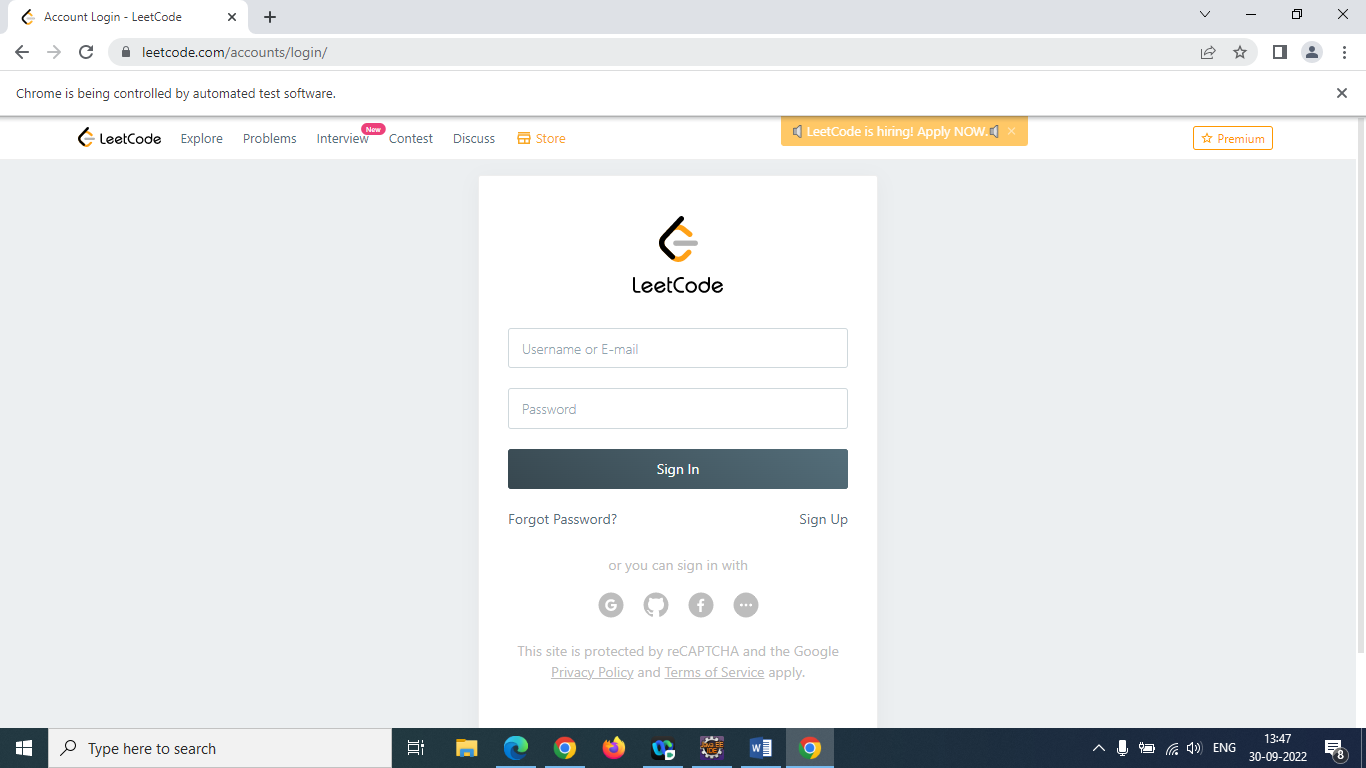 Account Login - LeetCode
leetcode.com/accounts/login/
Chrome is being controlled by automated test software.
LeetCode Explore Problems Interview New Contest Discuss Store LeetCode is hiring! Apply NOW. Premium
LeetCode
Username or E-mail
Password
Sign In
Forgot Password? Sign Up
or you can sign in with
This site is protected by reCAPTCHA and the Google
Privacy Policy and Terms of Service apply.
Type here to search
ENG
13:47
30-09-2022
8